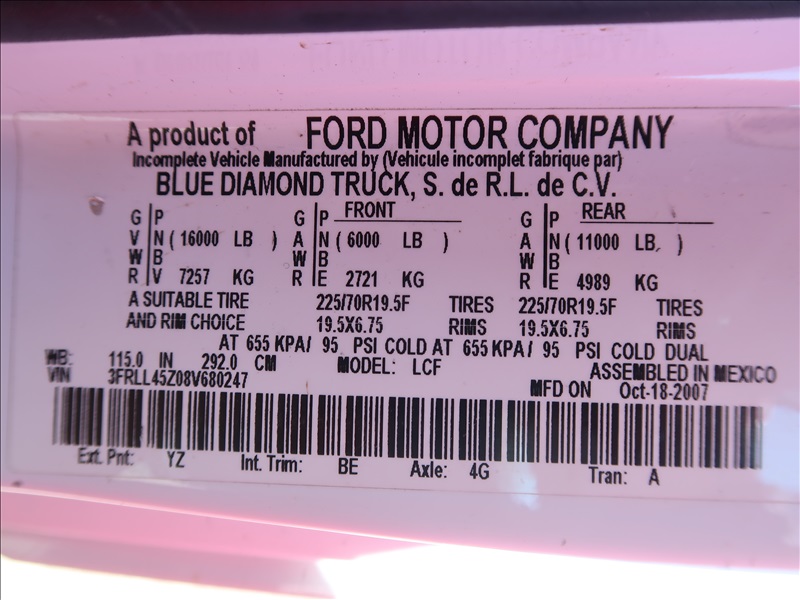 A product of FORD MOTOR COMPANY
Incomplete Vehicle Manufactured by (Vehicule incomplet fabrique par)
BLUE DIAMOND TRUCK, S. de R.L. de C.V.
G P G P FRONT G P REAR
V N ( 16000 LB ) A N ( 6000 LB ) A N ( 11000 LB. )
W B W B W B
R V 7257 KG R E 2721 KG R E 4989 KG
A SUITABLE TIRE 225/70R19.5F TIRES 225/70R19.5F TIRES
AND RIM CHOICE 19.5X6.75 RIMS 19.5X6.75 RIMS
AT 655 KPA/ 95 PSI COLD AT 655 KPA/ 95 PSI COLD DUAL
WB: 115.0 IN 292.0 CM MODEL: LCF ASSEMBLED IN MEXICO
VIN 3FRLL45Z08V680247 MFD ON Oct-18-2007
Ext. Pnt: YZ Int. Trim: BE Axle: 4G Tran: A